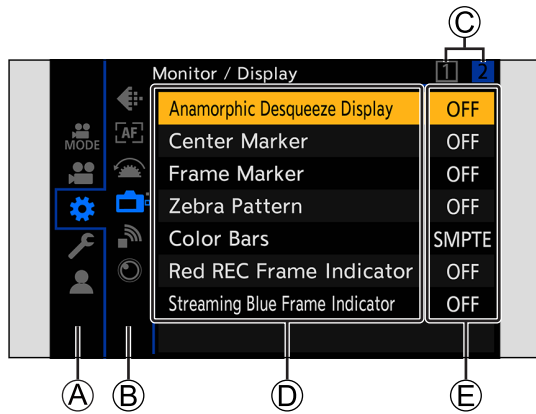 C
Monitor / Display 1 2
MODE
AF
Anamorphic Desqueeze Display OFF
Center Marker OFF
Frame Marker OFF
Zebra Pattern OFF
Color Bars SMPTE
Red REC Frame Indicator OFF
Streaming Blue Frame Indicator OFF
A B D E